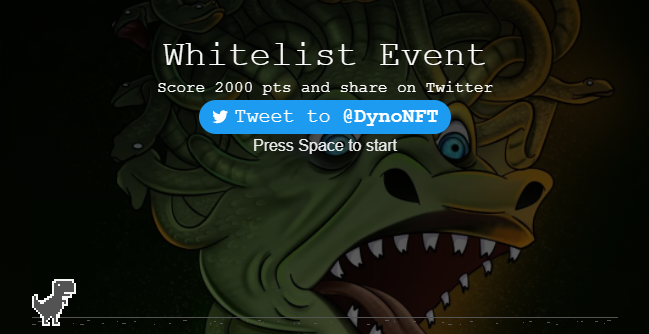 Whitelist Event
Score 2000 pts and share on Twitter
Tweet to @DynoNFT
Press Space to start